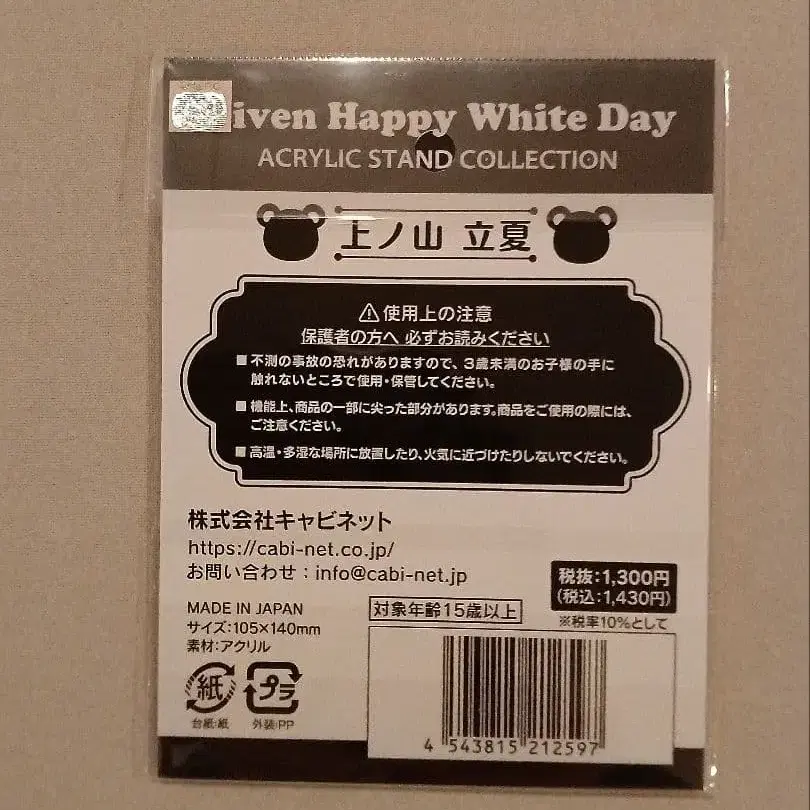 iven Happy White Day
ACRYLIC STAND COLLECTION
上ノ山 立夏
⚠使用上の注意
保護者の方へ 必ずお読みください
■不測の事故の恐れがありますので、3歳未満のお子様の手に
触れないところで使用・保管してください。
■機能上、商品の一部に尖った部分があります。商品をご使用の際には、
ご注意ください。
■高温・多湿な場所に放置したり、火気に近づけたりしないでください。
株式会社キャビネット
https://cabi-net.co.jp/
お問い合わせ：info@cabi-net.jp
税抜:1,300円
(税込:1,430円)
※税率10%として
MADE IN JAPAN
サイズ:105×140mm
素材:アクリル
対象年齢15歳以上
紙
プラ
台紙:紙
外装:PP
4 543815 212597